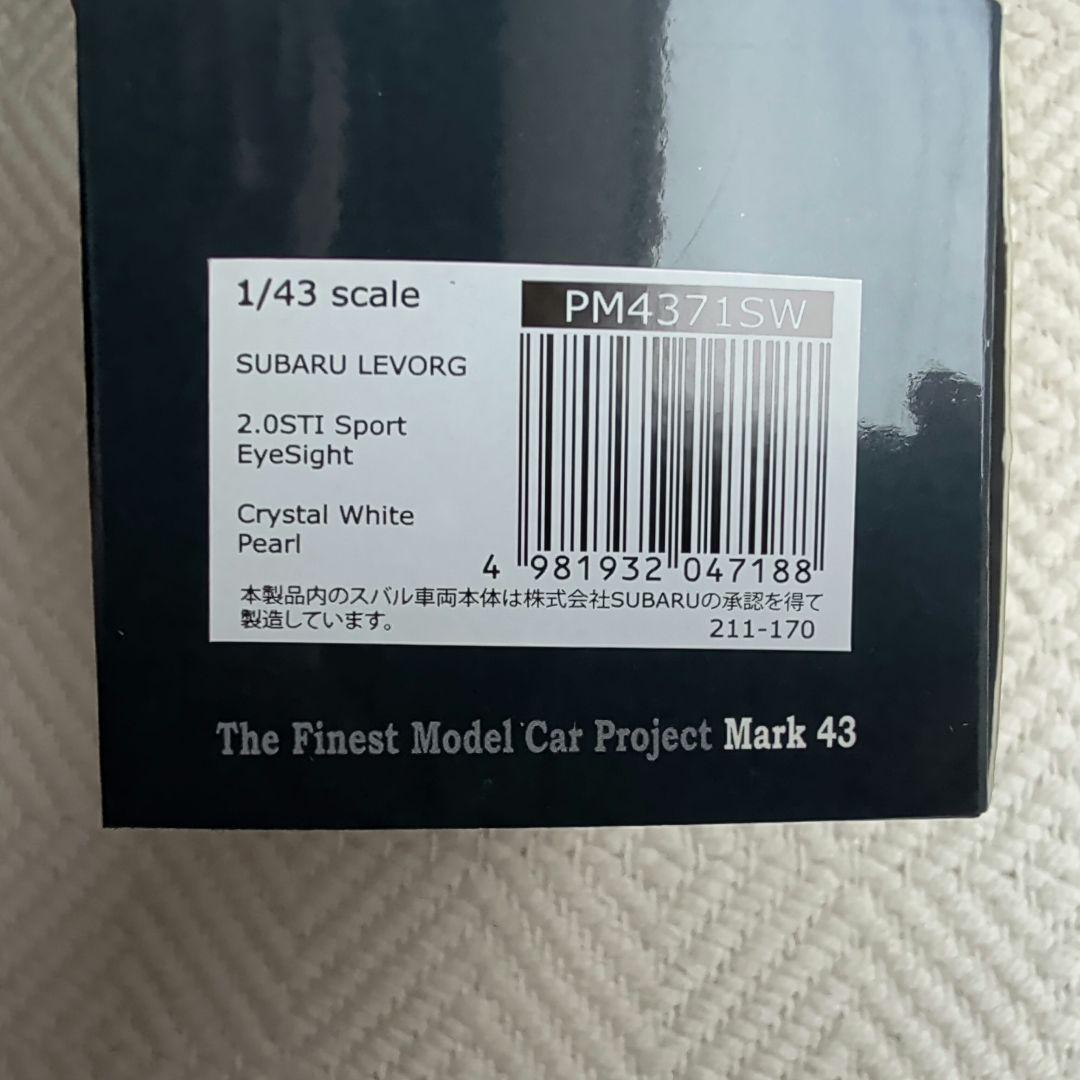 1/43 scale
PM4371SW
SUBARU LEVORG
2.0STI Sport
EyeSight
Crystal White
Pearl
4 981932 047188
本製品内のスバル車両本体は株式会社SUBARUの承認を得て
製造しています。
211-170
The Finest Model Car Project Mark 43